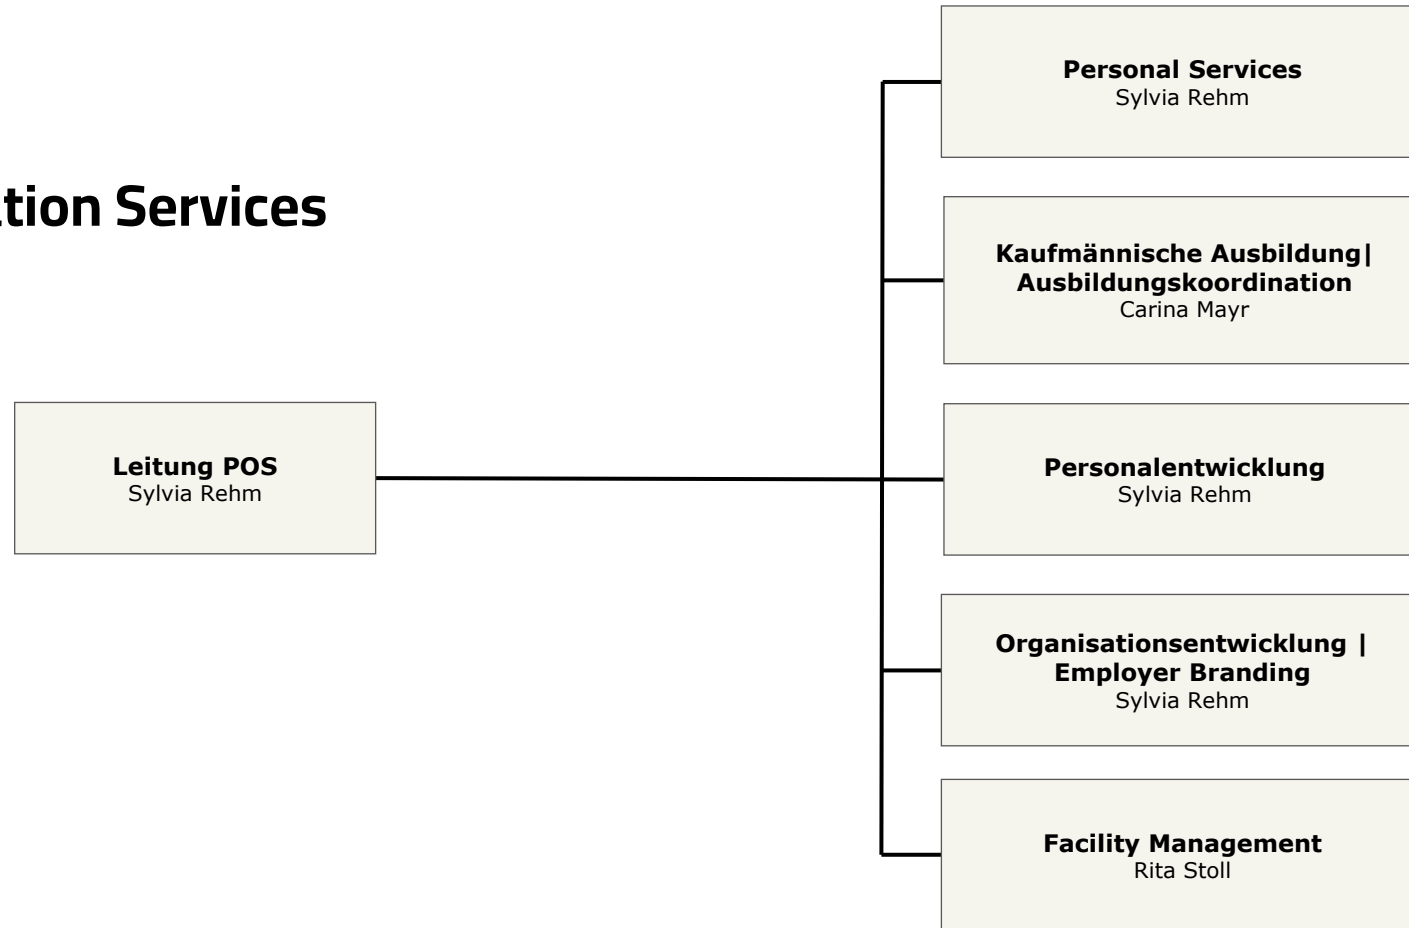 Personal Services
Sylvia Rehm
tion Services
Kaufmännische Ausbildung|
Ausbildungskoordination
Carina Mayr
Leitung POS
Sylvia Rehm
Personalentwicklung
Sylvia Rehm
Organisationsentwicklung |
Employer Branding
Sylvia Rehm
Facility Management
Rita Stoll